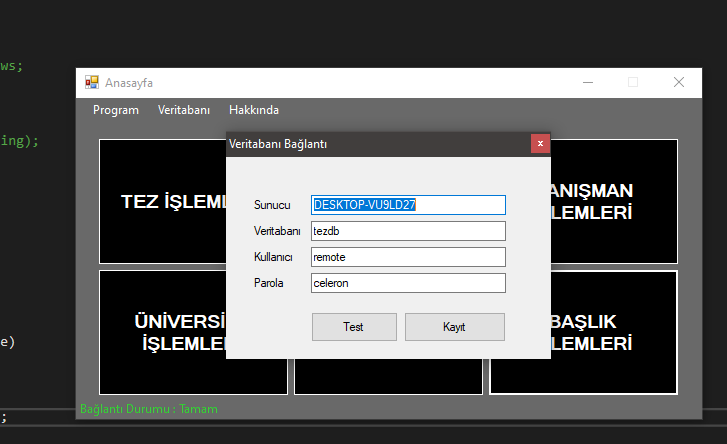 ws;
Anasayfa
Program Veritabanı Hakkında
ing);
Veritabanı Bağlantı
x
TEZ İŞLEML
ANIŞMAN
LEMLERİ
Sunucu DESKTOP-VU9LD27
Veritabanı tezdb
Kullanıcı remote
Parola celeron
Test Kayıt
ÜNİVERSİ
İŞLEMLE
BAŞLIK
LEMLERİ
e)
Bağlantı Durumu : Tamam
;